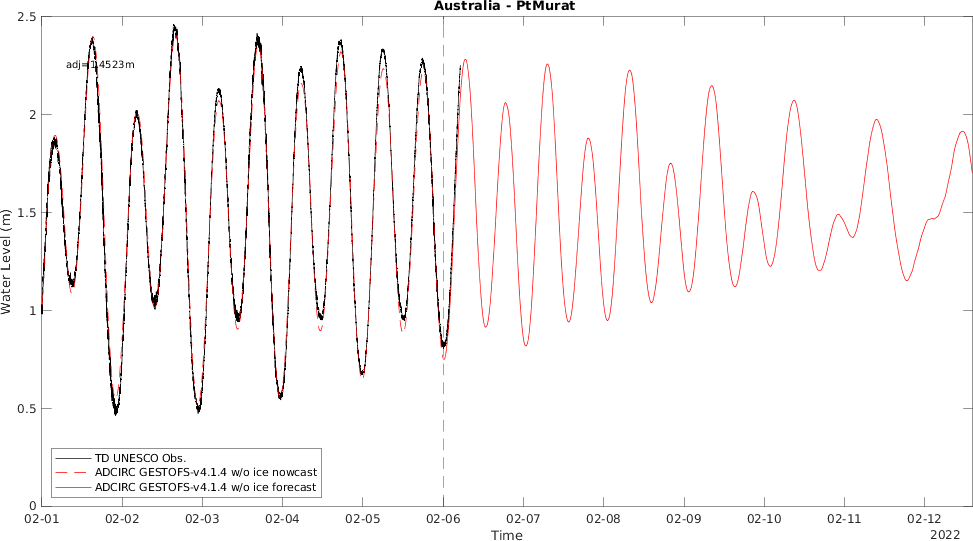 Australia - PtMurat
2.5
2
1.5
1
0.5
0
Water Level (m)
adj=1.4523m
TD UNESCO Obs.
ADCIRC GESTOFS-v4.1.4 w/o ice nowcast
ADCIRC GESTOFS-v4.1.4 w/o ice forecast
02-01 02-02 02-03 02-04 02-05 02-06 02-07 02-08 02-09 02-10 02-11 02-12
Time
2022